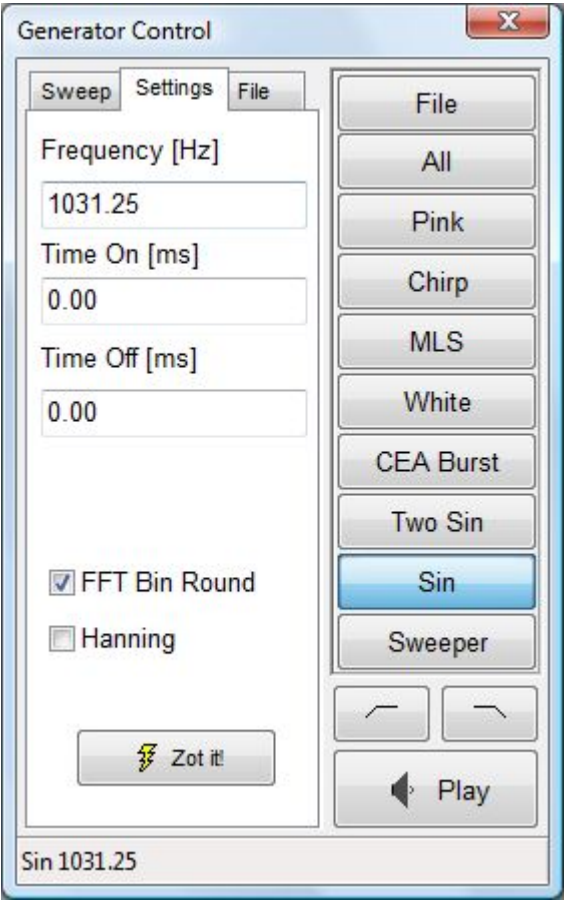 Generator Control
Sweep Settings File
Frequency [Hz]
1031.25
Time On [ms]
0.00
Time Off [ms]
0.00
FFT Bin Round
Hanning
Zot it!
File
All
Pink
Chirp
MLS
White
CEA Burst
Two Sin
Sin
Sweeper
Play
Sin 1031.25